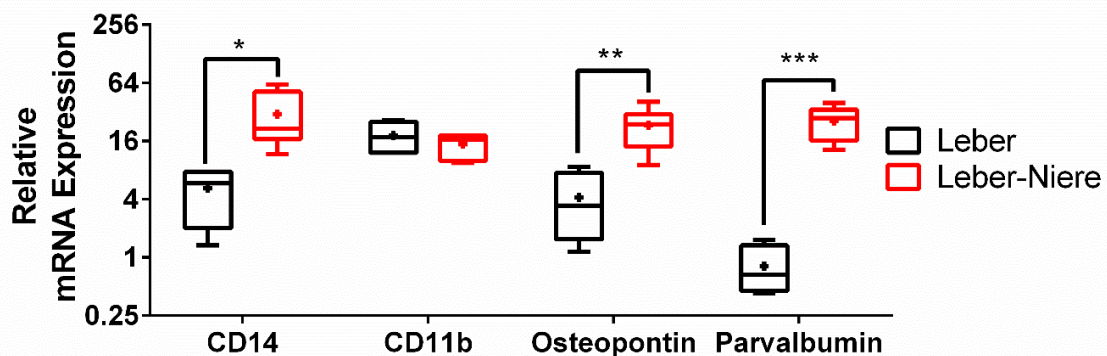 Relative
mRNA Expression
256
64
16
4
1
0.25
*
**
***
CD14
CD11b
Osteopontin
Parvalbumin
Leber
Leber-Niere